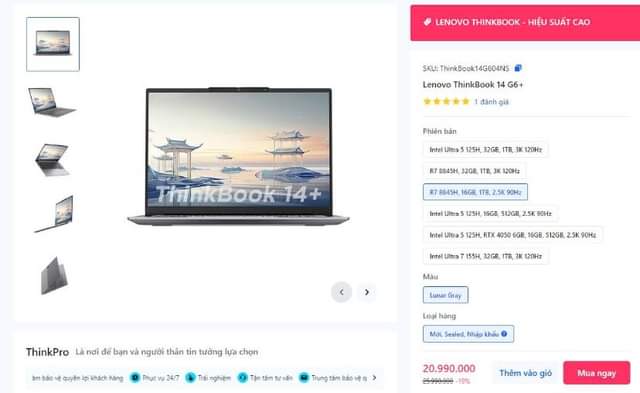 LENOVO THINKBOOK - HIỆU SUẤT CAO
SKU: ThinkBook14G604NS
Lenovo ThinkBook 14 G6+
1 đánh giá
Phiên bản
Intel Ultra 5 125H, 32GB, 1TB, 3K 120Hz
R7 8845H, 32GB, 1TB, 3K 120Hz
R7 8845H, 16GB, 1TB, 2.5K 90Hz
Intel Ultra 5 125H, 16GB, 512GB, 2.5K 90Hz
Intel Ultra 5 125H, RTX 4050 6GB, 16GB, 512GB, 2.5K 90Hz
Intel Ultra 7 155H, 32GB, 1TB, 3K 120Hz
Màu
Lunar Gray
Loại hàng
Mới, Sealed, Nhập khẩu
20.990.000
25.990.000 -19%
Thêm vào giỏ
Mua ngay
ThinkBook 14+
ThinkPro Là nơi để bạn và người thân tin tưởng lựa chọn
âm bảo vệ quyền lợi khách hàng Phục vụ 24/7 Trải nghiệm Tận tâm tư vấn Trung tâm bảo vệ q